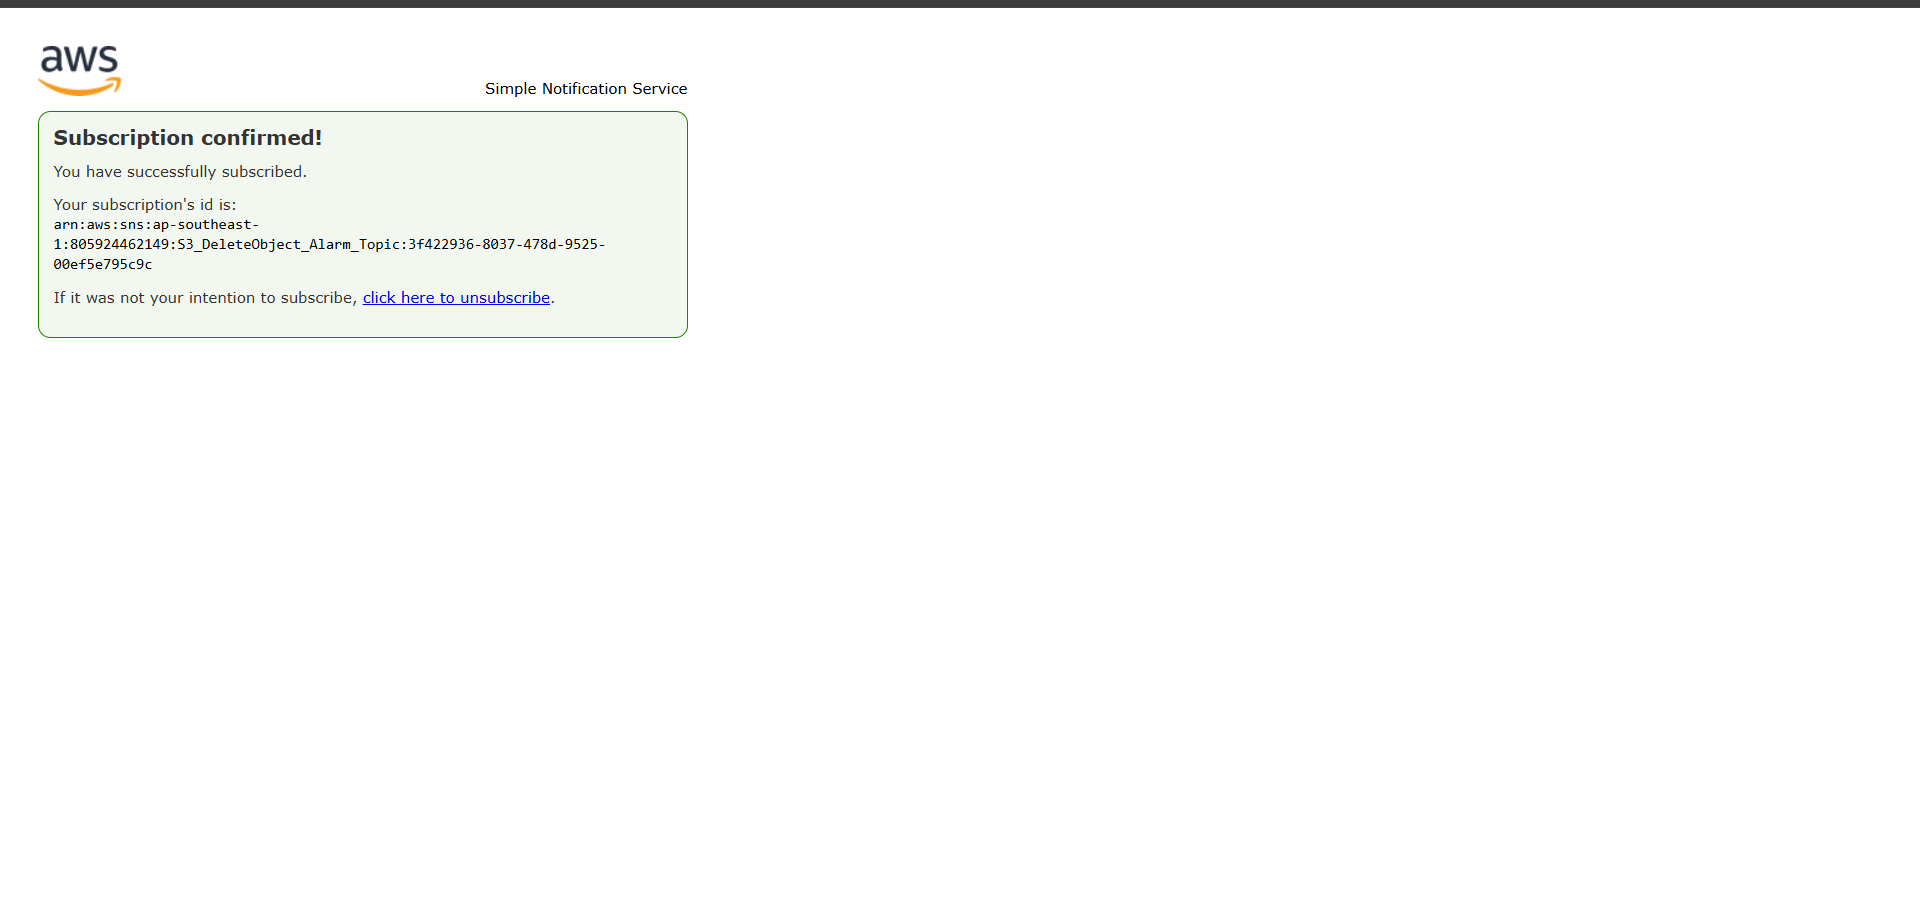 aws
Simple Notification Service
Subscription confirmed!
You have successfully subscribed.
Your subscription's id is:
arn:aws:sns:ap-southeast-
1:805924462149:S3_DeleteObject_Alarm_Topic:3f422936-8037-478d-9525-
00ef5e795c9c
If it was not your intention to subscribe, click here to unsubscribe.